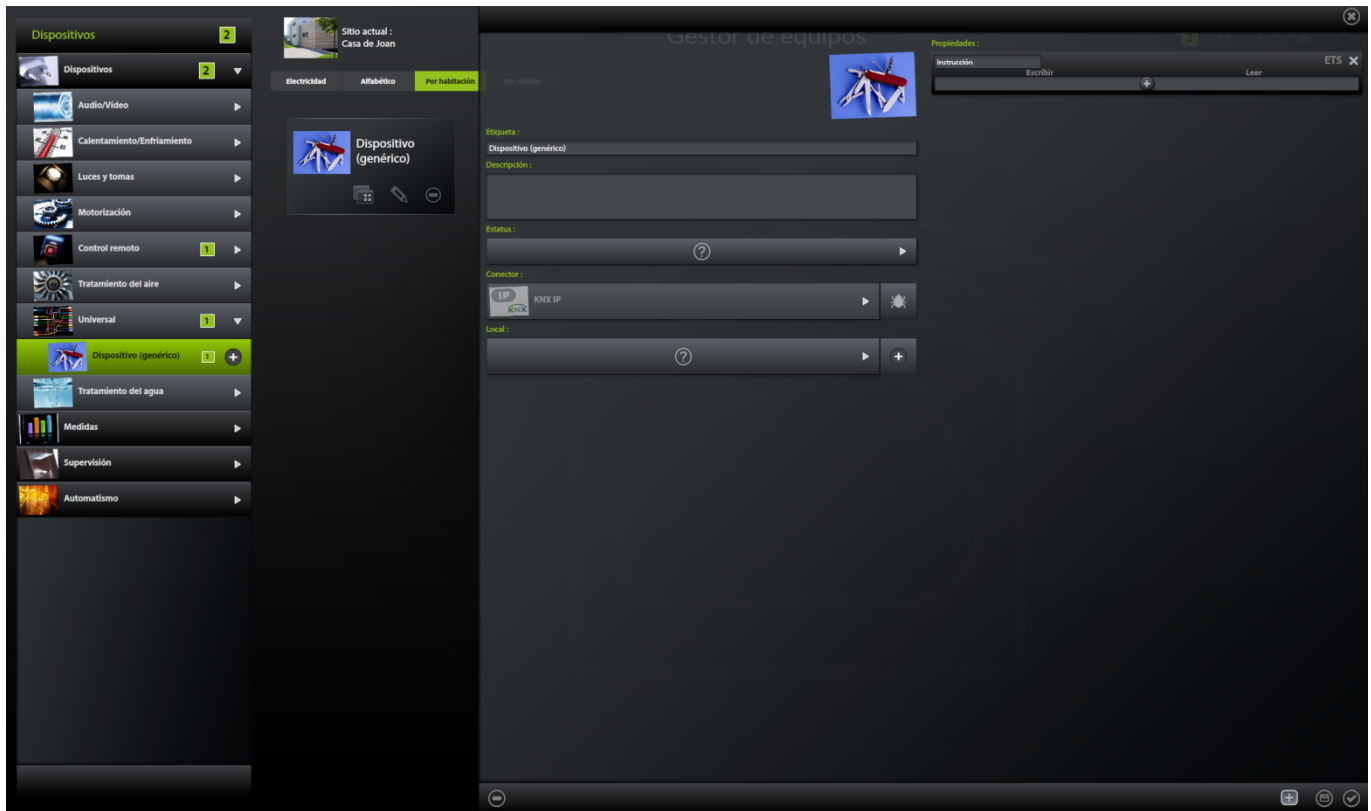 Dispositivos 2
Dispositivos 2
Audio/Vídeo
Calentamiento/Enfriamiento
Luces y tomas
Motorización
Control remoto 1
Tratamiento del aire
Universal 1
Dispositivo (genérico) 1
Tratamiento del agua
Medidas
Supervisión
Automatismo
Sitio actual :
Casa de Joan
Electricidad Alfabético Por habitación Por estado
Dispositivo
(genérico)
Gestor de equipos 2
Etiqueta :
Dispositivo (genérico)
Descripción :
Estatus :
?
Conector :
IP
KNX
KNX IP
Local :
?
Propiedades :
Instrucción ETS
Escribir Leer